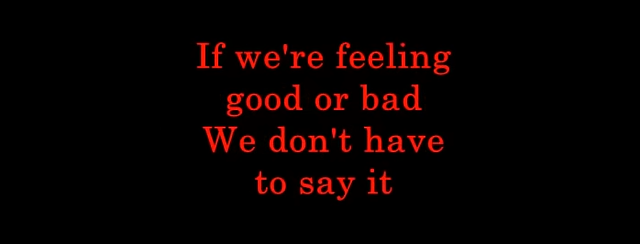 If we're feeling
good or bad
We don't have
to say it